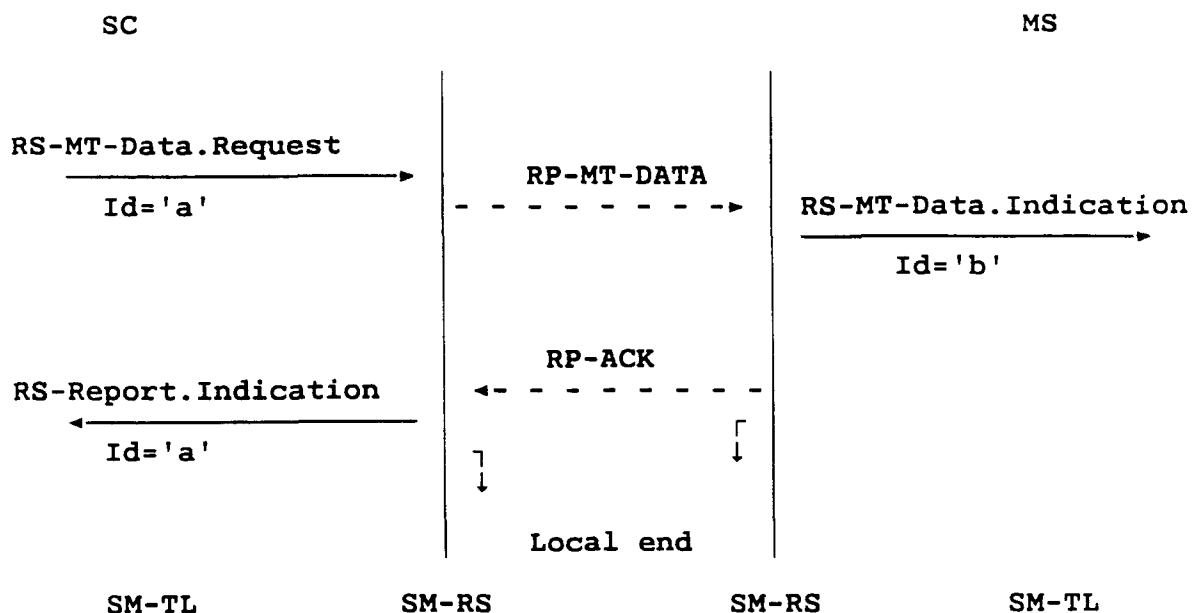 SC MS
RS-MT-Data.Request
RP-MT-DATA
Id='a'
RS-MT-Data.Indication
Id='b'
RP-ACK
RS-Report.Indication
Id='a'
Local end
SM-TL SM-RS SM-RS SM-TL